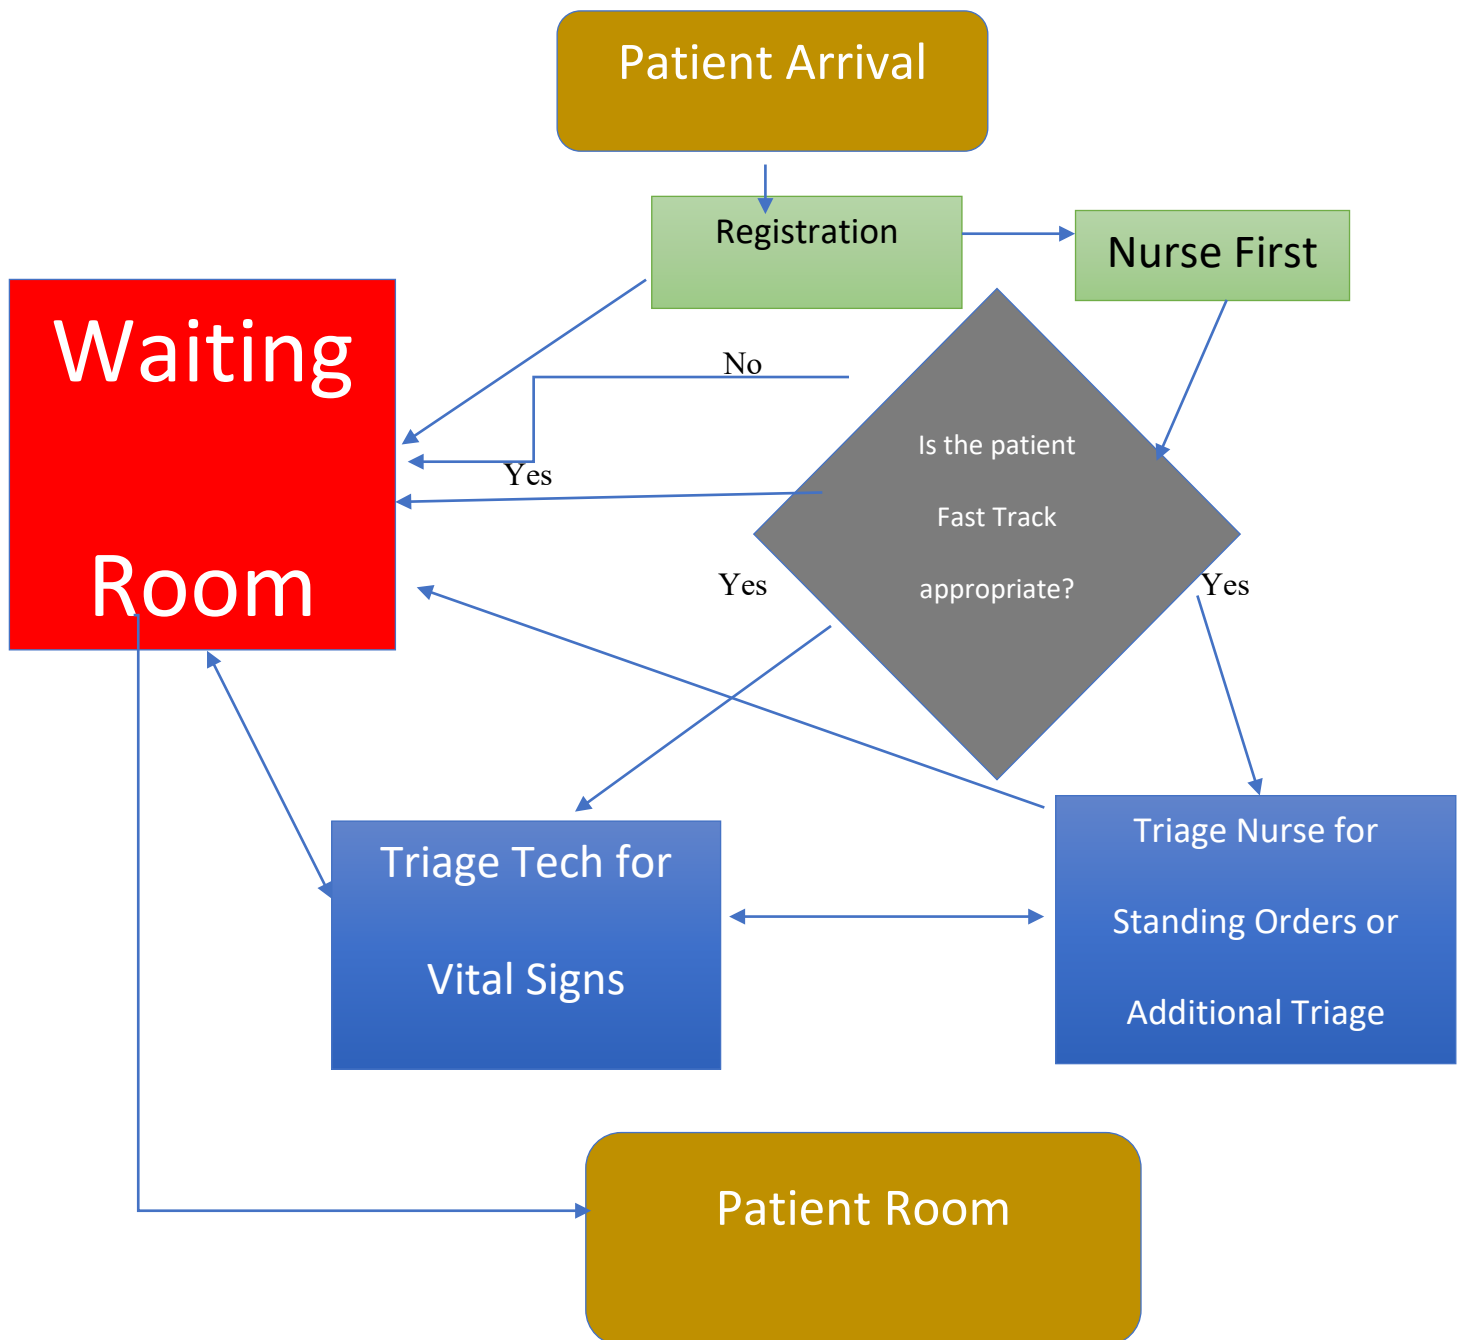 Patient Arrival
Registration
Nurse First
Waiting
Room
No
Yes
Is the patient
Fast Track
appropriate?
Yes
Yes
Triage Tech for
Vital Signs
Triage Nurse for
Standing Orders or
Additional Triage
Patient Room